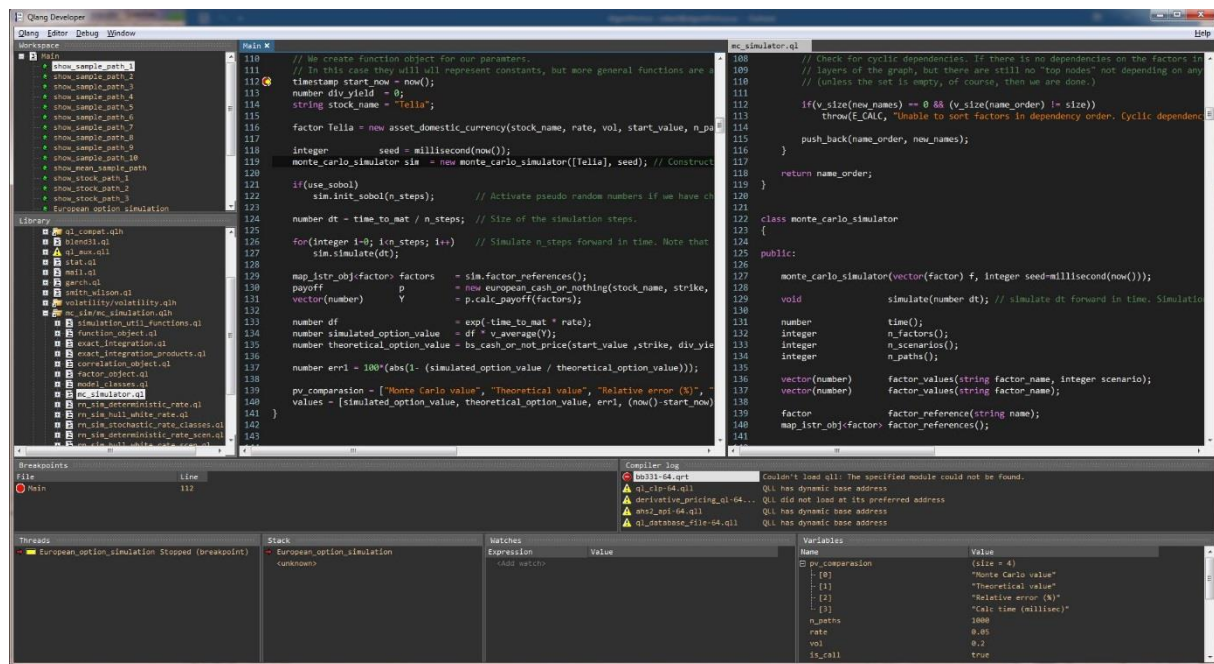 Qlang Developer
Qlang Editor Debug Window Help
Workspace
Main
show_sample_path_1
show_sample_path_2
show_sample_path_3
show_sample_path_4
show_sample_path_5
show_sample_path_6
show_sample_path_7
show_sample_path_8
show_sample_path_9
show_sample_path_10
show_mean_sample_path
show_stock_path_1
show_stock_path_2
show_stock_path_3
European option simulation
Library
ql_compat.qlh
blend31.ql
ql_aux.qll
stat.ql
mail.ql
garch.ql
smith_wilson.ql
volatility/volatility.qlh
mc_sim/mc_simulation.qlh
simulation_util_functions.ql
function_object.ql
exact_integration.ql
exact_integration_products.ql
correlation_object.ql
factor_object.ql
model_classes.ql
mc_simulator.ql
rn_sim_deterministic_rate.ql
rn_sim_hull_white_rate.ql
rn_sim_stochastic_rate_classes.ql
rn_sim_deterministic_rate_scen.ql
rn_sim_hull_white_rate_scen.ql
Main
110 // We create function object for our paramters.
111 // In this case they will wll represent constants, but more general functions are a
112 timestamp start_now = now();
113 number div_yield = 0;
114 string stock_name = "Telia";
115
116 factor Telia = new asset_domestic_currency(stock_name, rate, vol, start_value, n_pa
117
118 integer seed = millisecond(now());
119 monte_carlo_simulator sim = new monte_carlo_simulator([Telia], seed); // Construct
120
121 if(use_sobol)
122 sim.init_sobol(n_steps); // Activate pseudo random numbers if we have ch
123
124 number dt = time_to_mat / n_steps; // Size of the simulation steps.
125
126 for(integer i=0; i<n_steps; i++) // Simulate n_steps forward in time. Note that
127 sim.simulate(dt);
128
129 map_istr_obj<factor> factors = sim.factor_references();
130 payoff p = new european_cash_or_nothing(stock_name, strike,
131 vector(number) Y = p.calc_payoff(factors);
132
133 number df = exp(-time_to_mat * rate);
134 number simulated_option_value = df * v_average(Y);
135 number theoretical_option_value = bs_cash_or_not_price(start_value ,strike, div_yie
136
137 number err1 = 100*(abs(1- (simulated_option_value / theoretical_option_value)));
138
139 pv_comparasion = ["Monte Carlo value", "Theoretical value", "Relative error (%)", "
140 values = [simulated_option_value, theoretical_option_value, err1, (now()-start_now)
141 }
142
143
mc_simulator.ql
108 // Check for cyclic dependencies. If there is no dependencies on the factors in
109 // layers of the graph, but there are still no "top nodes" not depending on any
110 // (unless the set is empty, of course, then we are done.)
111
112 if(v_size(new_names) == 0 && (v_size(name_order) != size))
113 throw(E_CALC, "Unable to sort factors in dependency order. Cyclic dependenc
114
115 push_back(name_order, new_names);
116 }
117
118 return name_order;
119 }
120
121
122 class monte_carlo_simulator
123 {
124
125 public:
126
127 monte_carlo_simulator(vector(factor) f, integer seed=millisecond(now()));
128
129 void simulate(number dt); // simulate dt forward in time. Simulation
130
131 number time();
132 integer n_factors();
133 integer n_scenarios();
134 integer n_paths();
135
136 vector(number) factor_values(string factor_name, integer scenario);
137 vector(number) factor_values(string factor_name);
138
139 factor factor_reference(string name);
140 map_istr_obj<factor> factor_references();
141
Breakpoints
File Line
Main 112
Compiler log
bb331-64.qrt Couldn't load qll: The specified module could not be found.
ql_clp-64.qll QLL has dynamic base address
derivative_pricing_ql-64... QLL did not load at its preferred address
ahs2_api-64.qll QLL has dynamic base address
ql_database_file-64.qll QLL has dynamic base address
Threads
European_option_simulation Stopped (breakpoint)
Stack
European_option_simulation
<unknown>
Watches
Expression Value
<Add watch>
Variables
Name Value
pv_comparasion (size = 4)
[0] "Monte Carlo value"
[1] "Theoretical value"
[2] "Relative error (%)"
[3] "Calc time (millisec)"
n_paths 1000
rate 0.05
vol 0.2
is_call true